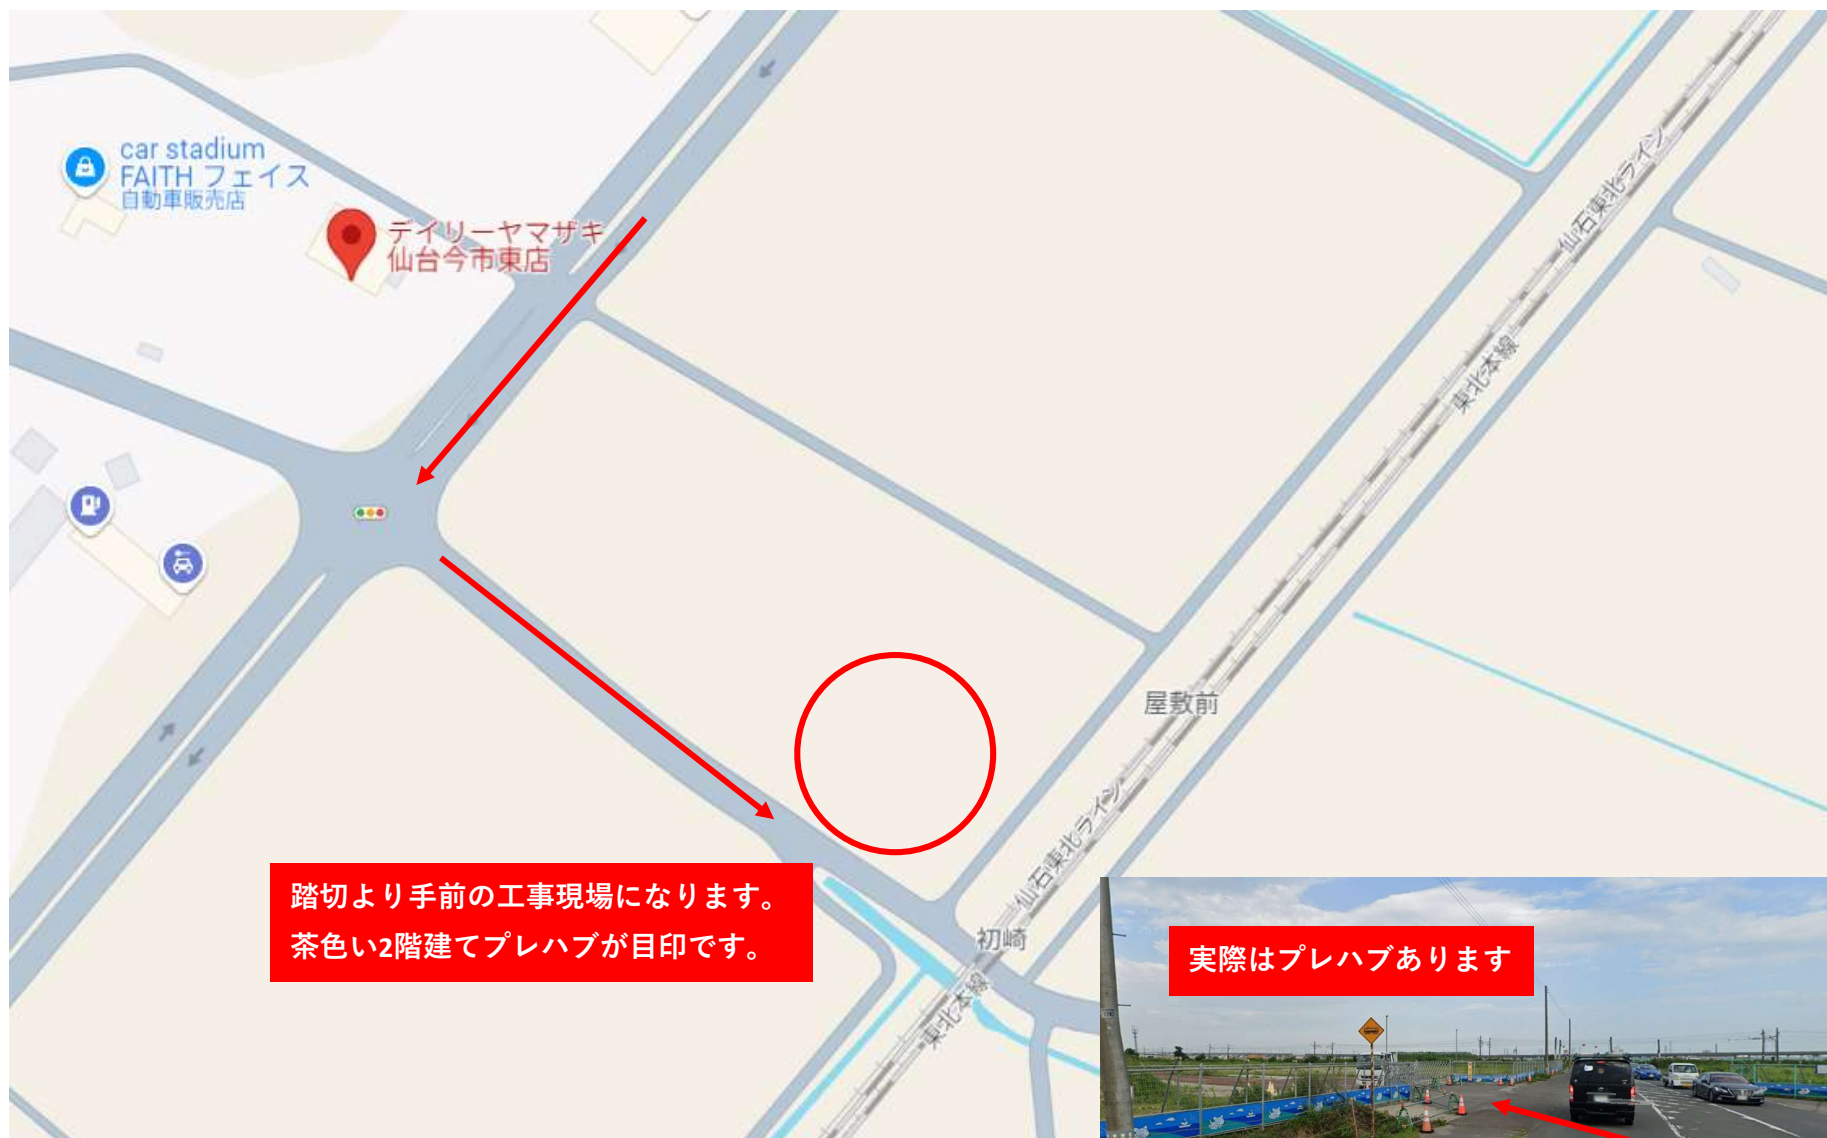 car stadium
FAITH フェイス
自動車販売店
デイリーヤマザキ
仙台今市東店
仙石東北ライン
東北本線
屋敷前
仙石東北ライン
初崎
東北本線
踏切より手前の工事現場になります。
茶色い2階建てプレハブが目印です。
実際はプレハブあります